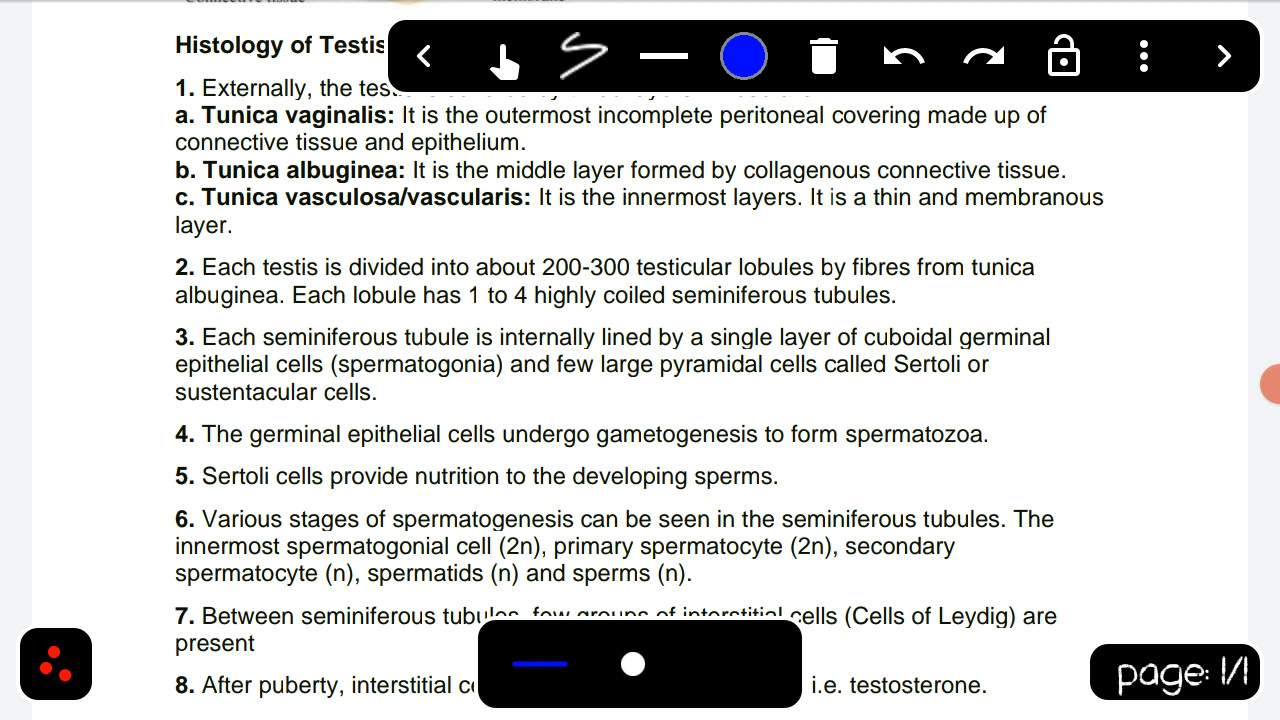 Histology of Testis
1. Externally, the tes
a. Tunica vaginalis: It is the outermost incomplete peritoneal covering made up of
connective tissue and epithelium.
b. Tunica albuginea: It is the middle layer formed by collagenous connective tissue.
c. Tunica vasculosa/vascularis: It is the innermost layers. It is a thin and membranous
layer.
2. Each testis is divided into about 200-300 testicular lobules by fibres from tunica
albuginea. Each lobule has 1 to 4 highly coiled seminiferous tubules.
3. Each seminiferous tubule is internally lined by a single layer of cuboidal germinal
epithelial cells (spermatogonia) and few large pyramidal cells called Sertoli or
sustentacular cells.
4. The germinal epithelial cells undergo gametogenesis to form spermatozoa.
5. Sertoli cells provide nutrition to the developing sperms.
6. Various stages of spermatogenesis can be seen in the seminiferous tubules. The
innermost spermatogonial cell (2n), primary spermatocyte (2n), secondary
spermatocyte (n), spermatids (n) and sperms (n).
7. Between seminiferous tubules, few groups of interstitial cells (Cells of Leydig) are
present
8. After puberty, interstitial i.e. testosterone.
page: 1/1